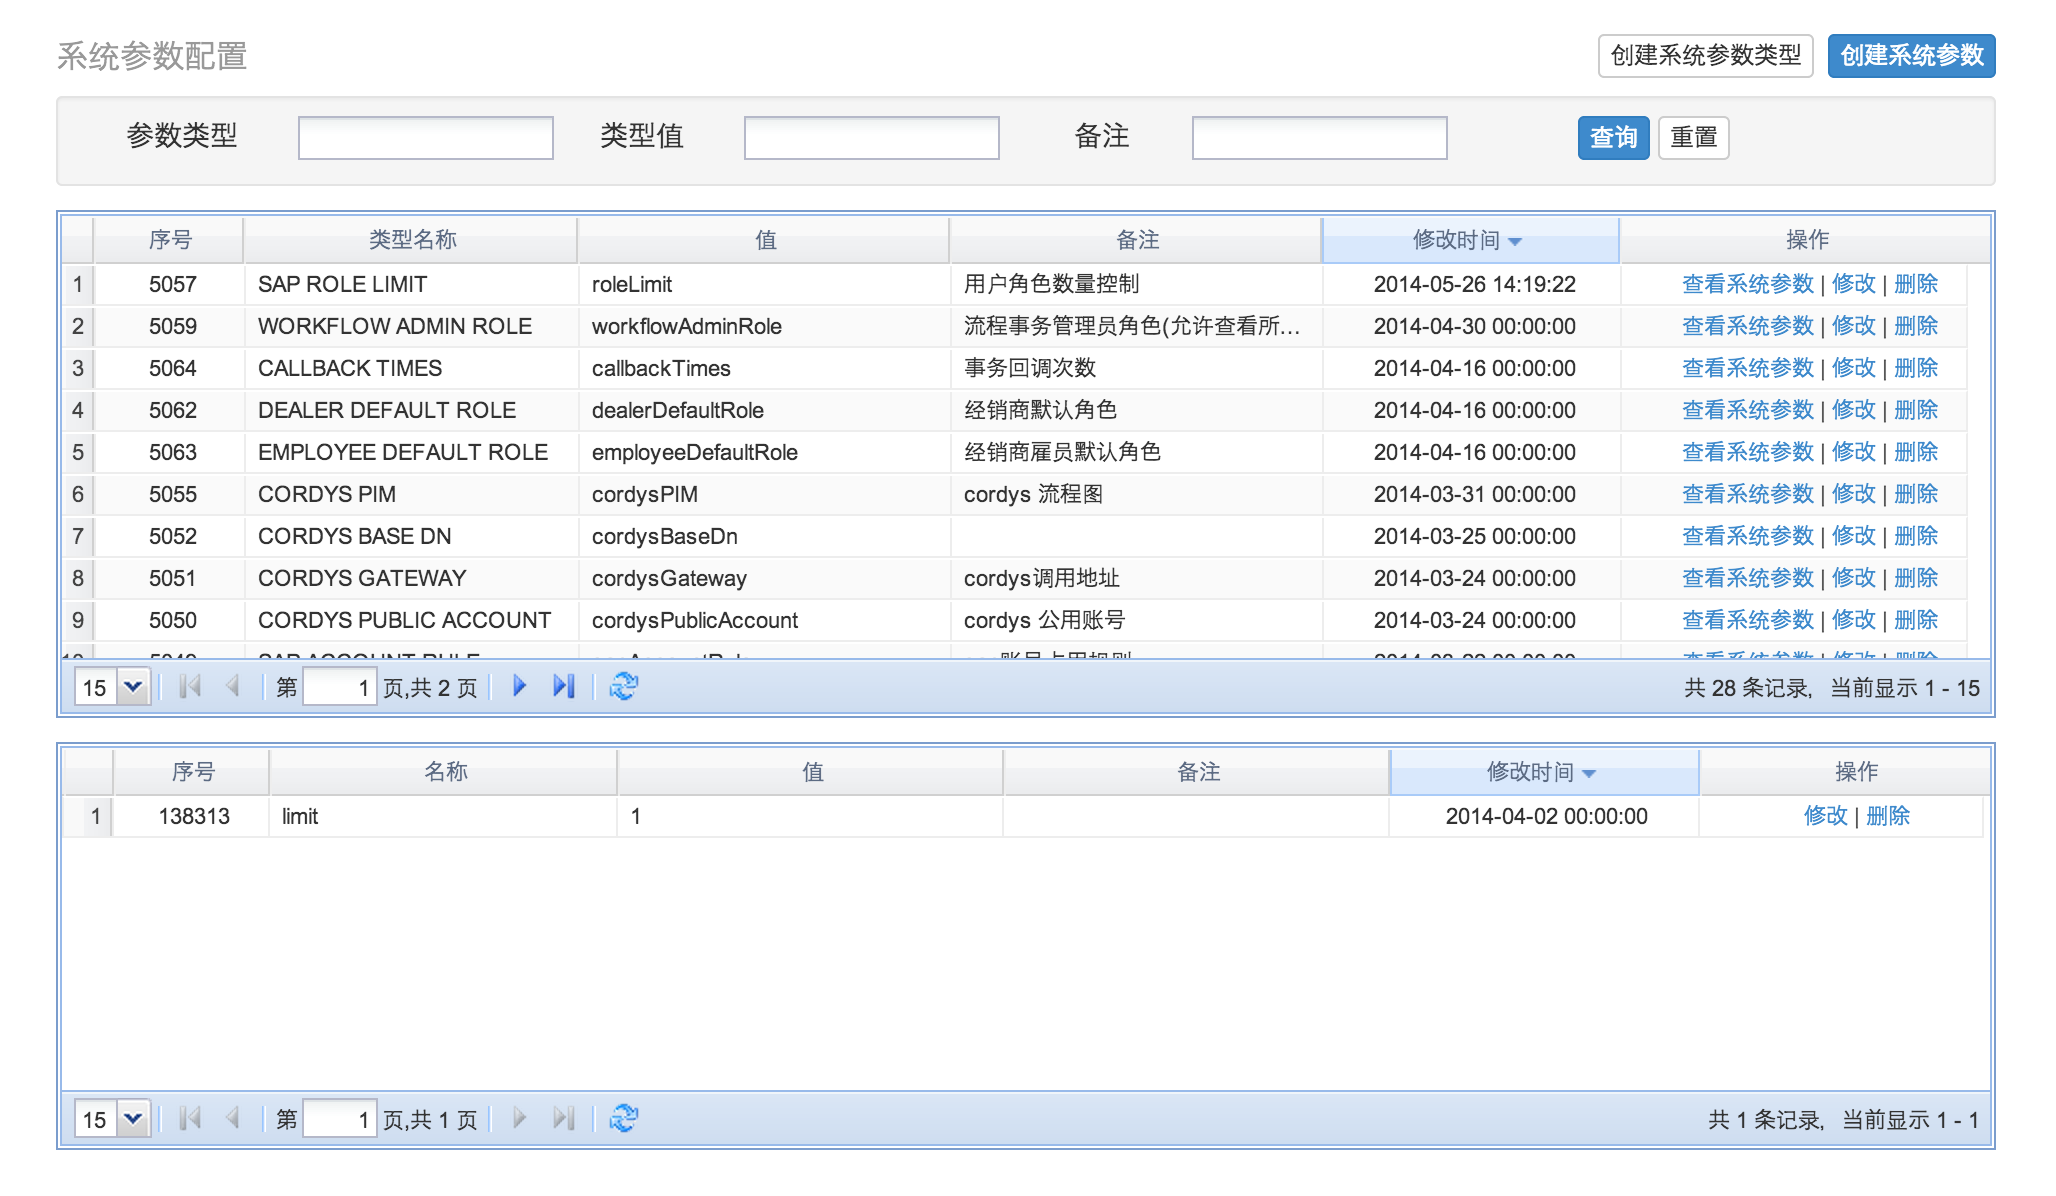 系统参数配置 创建系统参数类型 创建系统参数
参数类型 类型值 备注 查询 重置
序号 类型名称 值 备注 修改时间 操作
1 5057 SAP ROLE LIMIT roleLimit 用户角色数量控制 2014-05-26 14:19:22 查看系统参数 | 修改 | 删除
2 5059 WORKFLOW ADMIN ROLE workflowAdminRole 流程事务管理员角色(允许查看所... 2014-04-30 00:00:00 查看系统参数 | 修改 | 删除
3 5064 CALLBACK TIMES callbackTimes 事务回调次数 2014-04-16 00:00:00 查看系统参数 | 修改 | 删除
4 5062 DEALER DEFAULT ROLE dealerDefaultRole 经销商默认角色 2014-04-16 00:00:00 查看系统参数 | 修改 | 删除
5 5063 EMPLOYEE DEFAULT ROLE employeeDefaultRole 经销商雇员默认角色 2014-04-16 00:00:00 查看系统参数 | 修改 | 删除
6 5055 CORDYS PIM cordysPIM cordys 流程图 2014-03-31 00:00:00 查看系统参数 | 修改 | 删除
7 5052 CORDYS BASE DN cordysBaseDn 2014-03-25 00:00:00 查看系统参数 | 修改 | 删除
8 5051 CORDYS GATEWAY cordysGateway cordys调用地址 2014-03-24 00:00:00 查看系统参数 | 修改 | 删除
9 5050 CORDYS PUBLIC ACCOUNT cordysPublicAccount cordys 公用账号 2014-03-24 00:00:00 查看系统参数 | 修改 | 删除
15 第 1 页,共 2 页 共 28 条记录, 当前显示 1 - 15
序号 名称 值 备注 修改时间 操作
1 138313 limit 1 2014-04-02 00:00:00 修改 | 删除
15 第 1 页,共 1 页 共 1 条记录, 当前显示 1 - 1